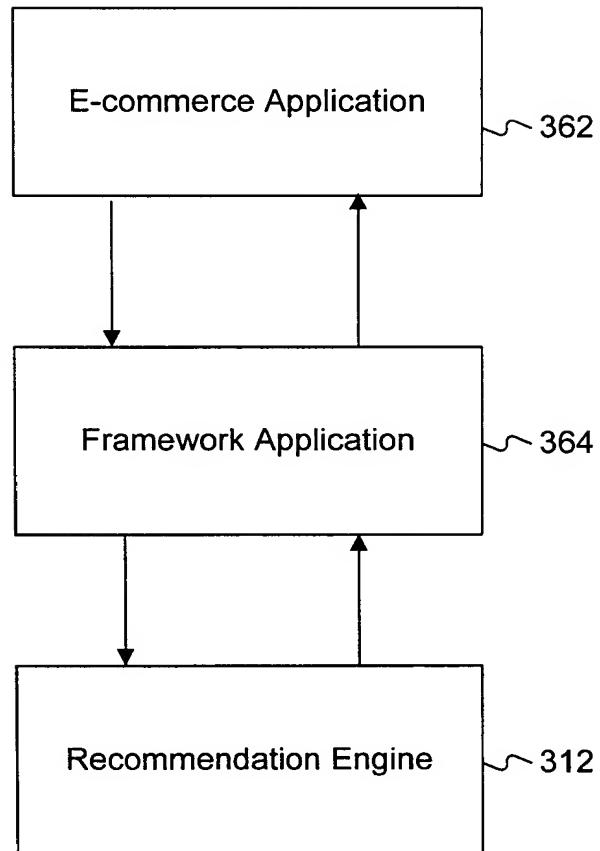 E-commerce Application
362
Framework Application
364
Recommendation Engine
312